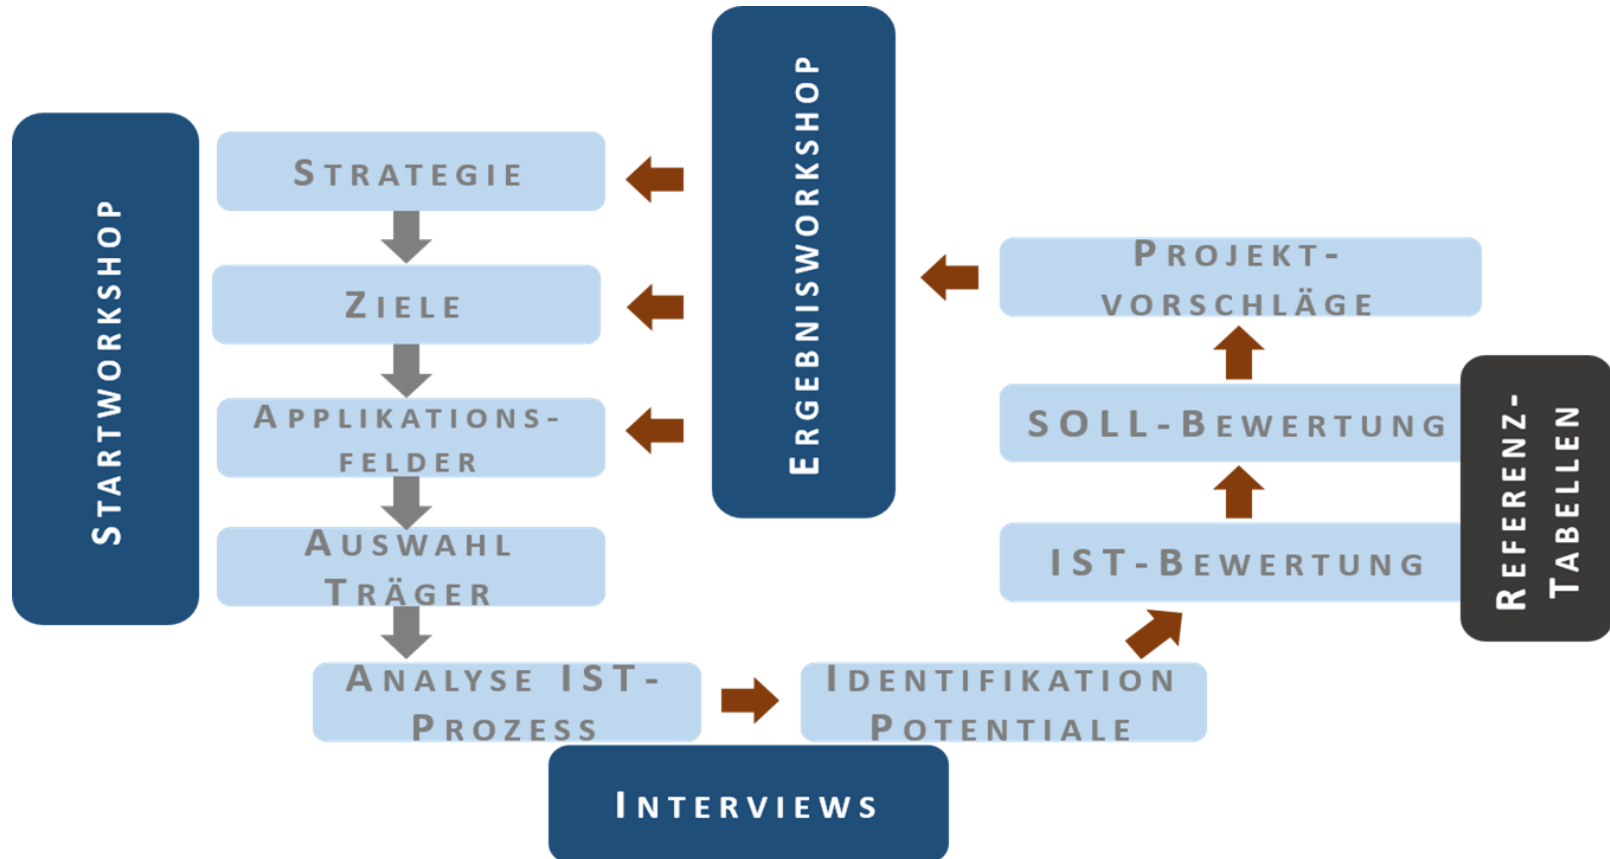 STARTWORKSHOP
STRATEGIE
ZIELE
APPLIKATIONS-
FELDER
AUSWAHL
TRÄGER
ANALYSE IST-
PROZESS
IDENTIFIKATION
POTENTIALE
INTERVIEWS
ERGEBNISWORKSHOP
PROJEKT-
VORSCHLÄGE
SOLL-BEWERTUNG
IST-BEWERTUNG
REFERENZ-
TABELLEN